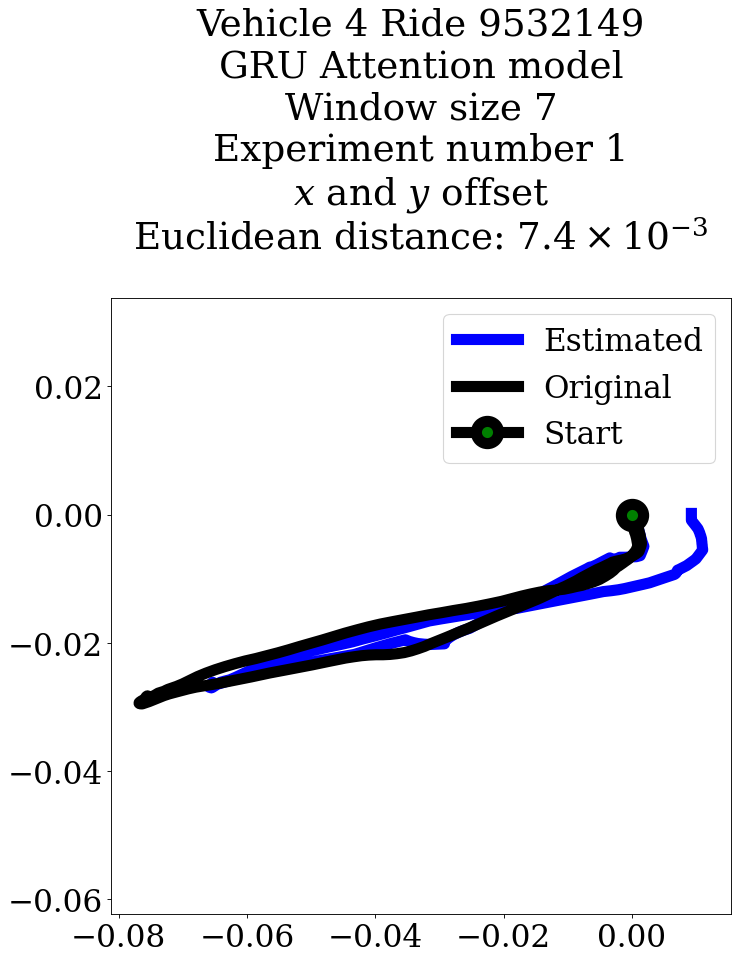 Vehicle 4 Ride 9532149
GRU Attention model
Window size 7
Experiment number 1
x and y offset
Euclidean distance: 7.4 × 10⁻³
Estimated
Original
Start
0.02
0.00
−0.02
−0.04
−0.06
−0.08 −0.06 −0.04 −0.02 0.00